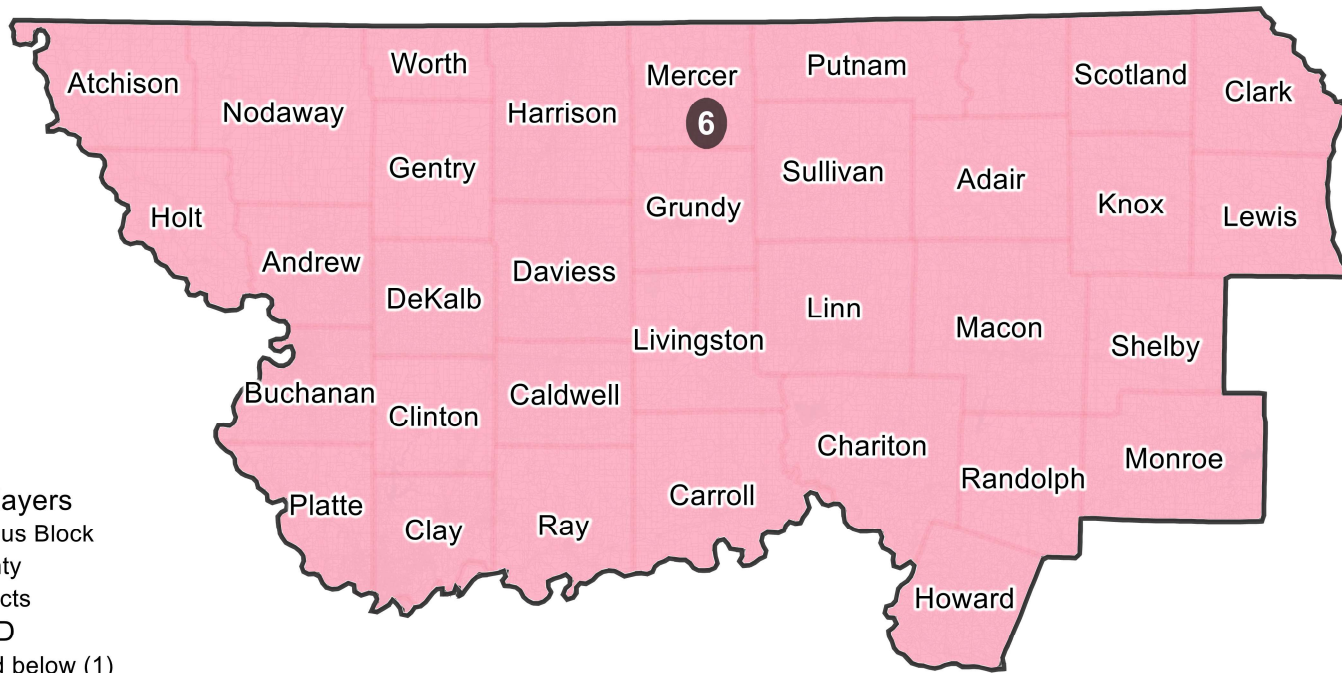 Worth
Putnam
Mercer
Scotland
Atchison
Clark
Nodaway
Harrison
6
Gentry
Sullivan
Adair
Grundy
Knox
Holt
Lewis
Andrew
Daviess
DeKalb
Linn
Macon
Livingston
Shelby
Buchanan
Caldwell
Clinton
Chariton
Monroe
Randolph
Carroll
Platte
Ray
Clay
Howard
ayers
us Block
nty
cts
D
d below (1)